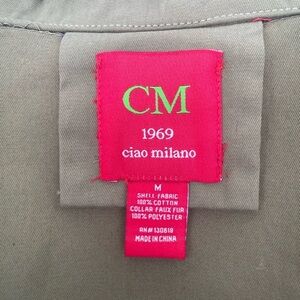 CM
1969
ciao milano
M
SHELL FABRIC
100% COTTON
COLLAR FAUX FUR
100% POLYESTER
RN# 130818
MADE IN CHINA